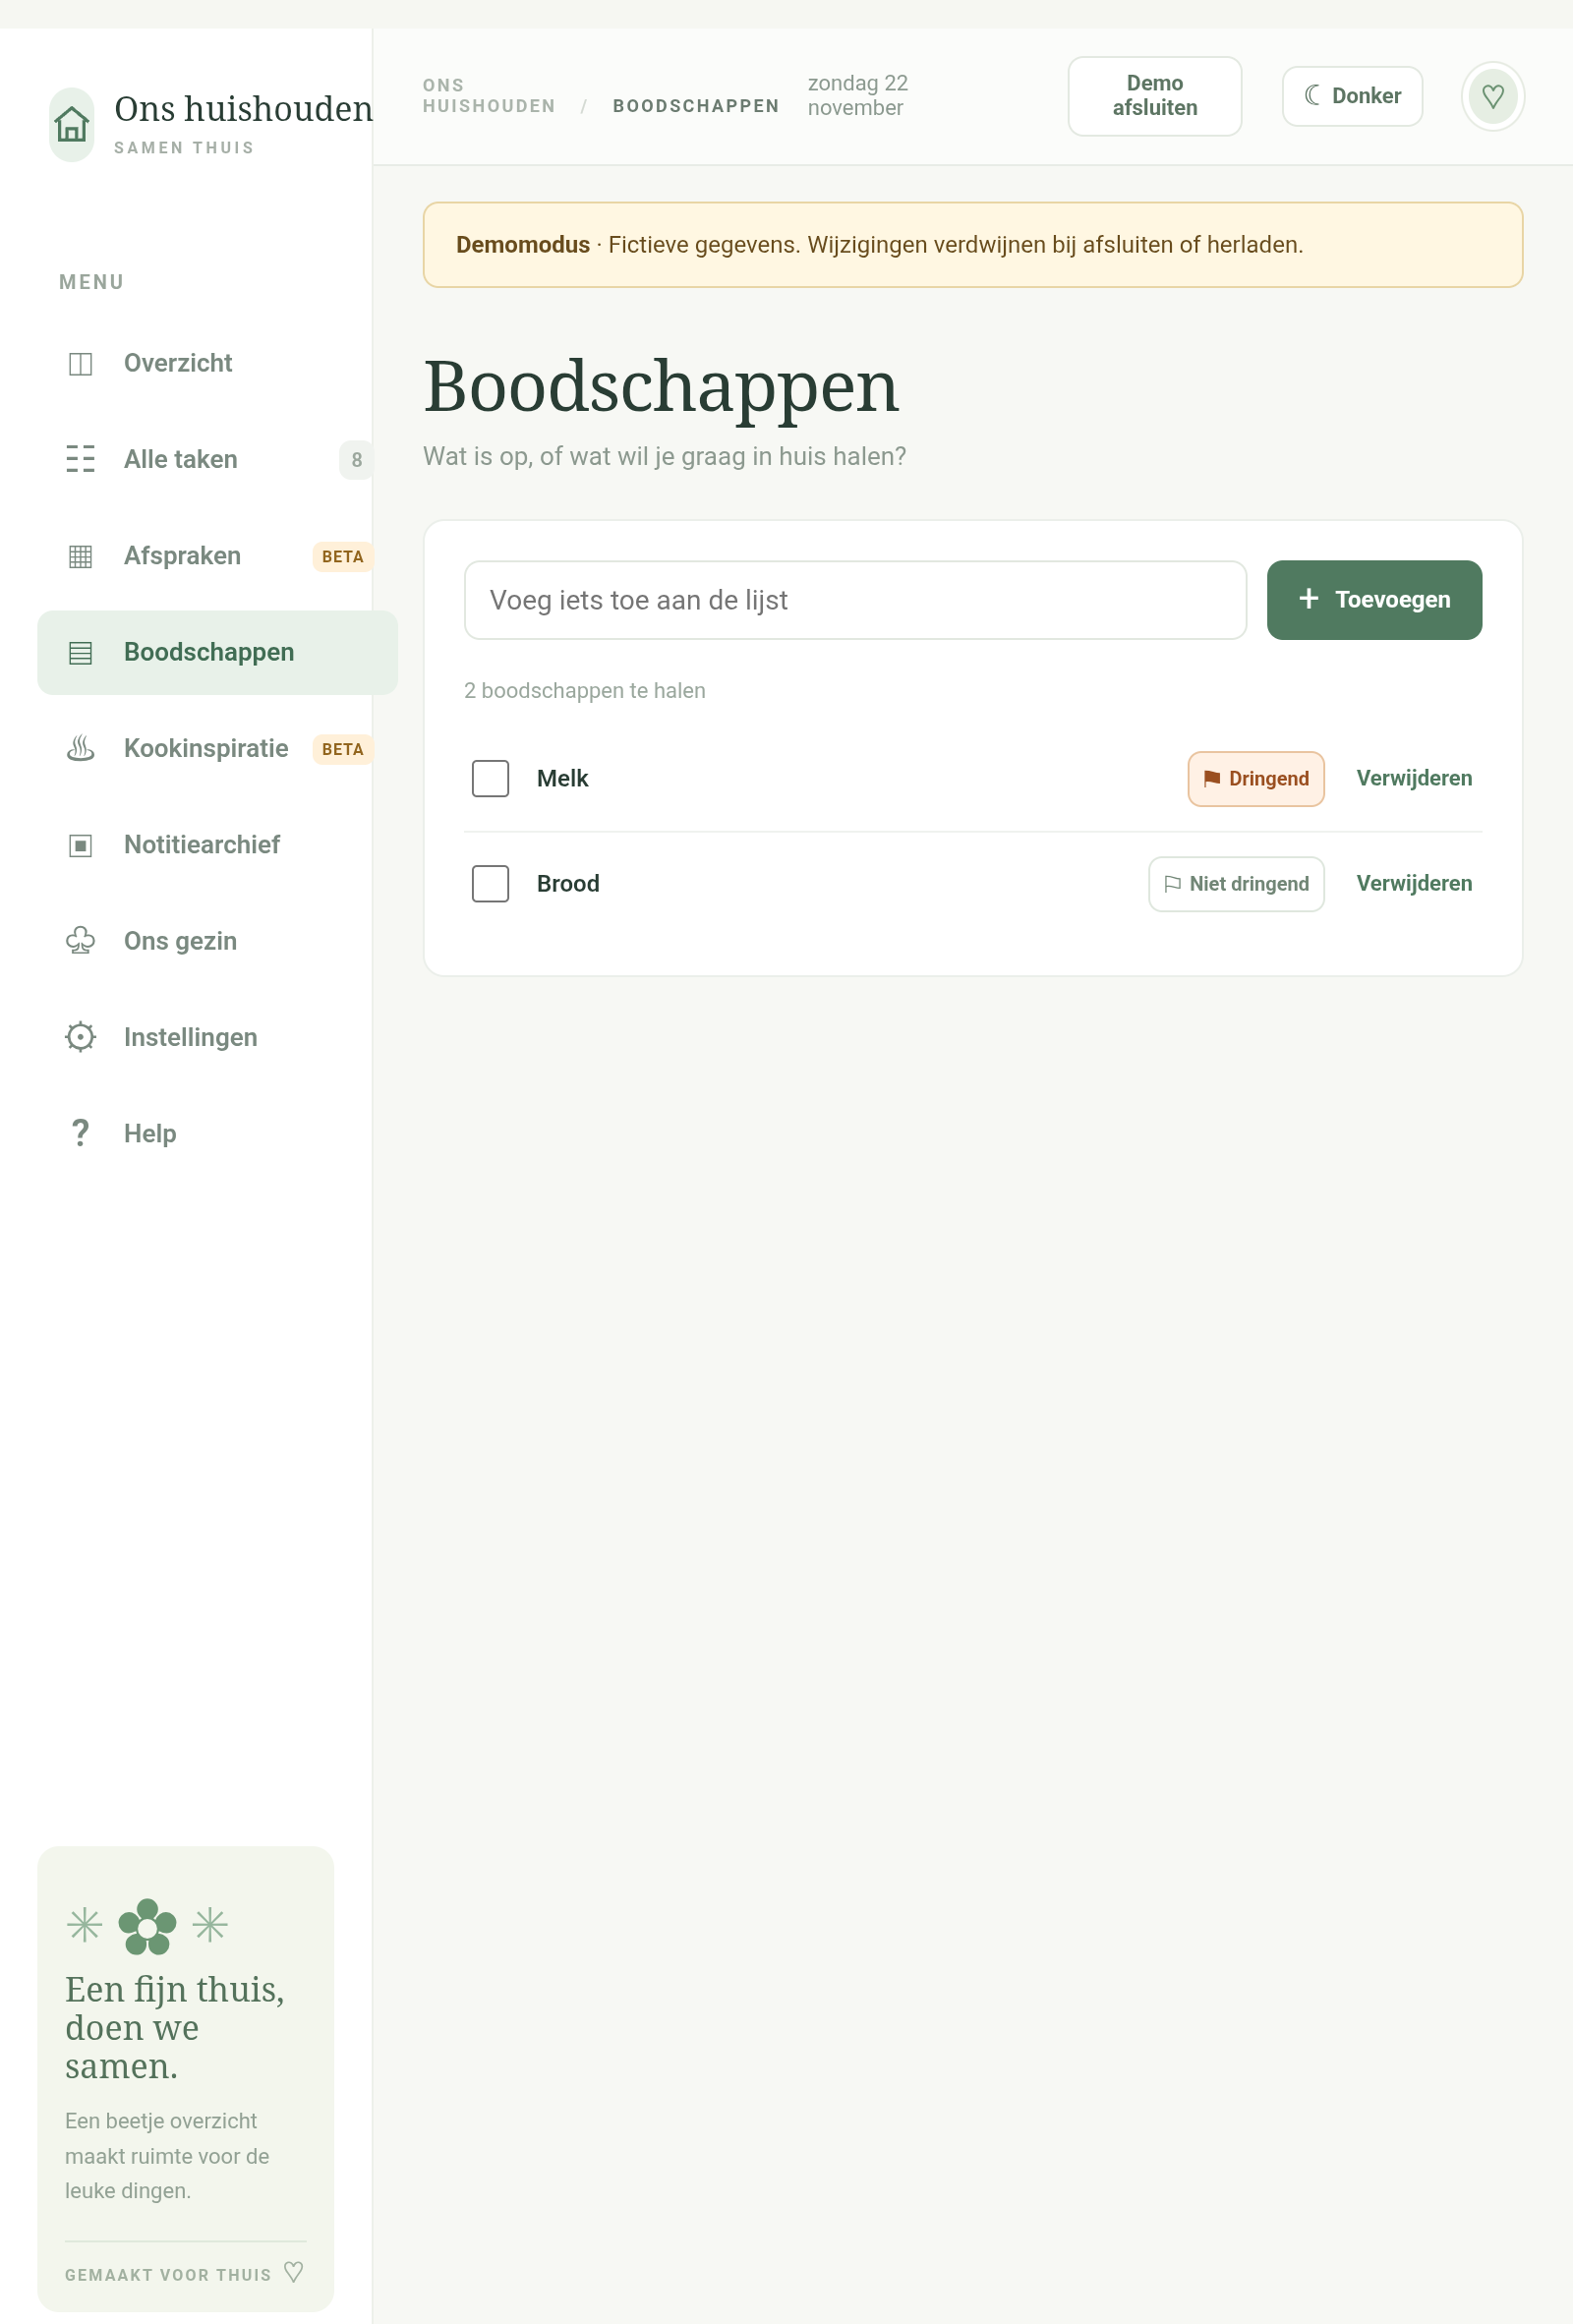 Ons huishouden
SAMEN THUIS
MENU
Overzicht
Alle taken 8
Afspraken BETA
Boodschappen
Kookinspiratie BETA
Notitiearchief
Ons gezin
Instellingen
? Help
Een fijn thuis,
doen we
samen.
Een beetje overzicht
maakt ruimte voor de
leuke dingen.
GEMAAKT VOOR THUIS ♡
ONS
HUISHOUDEN / BOODSCHAPPEN
zondag 22
november
Demo
afsluiten
☾ Donker
♡
Demomodus · Fictieve gegevens. Wijzigingen verdwijnen bij afsluiten of herladen.
Boodschappen
Wat is op, of wat wil je graag in huis halen?
Voeg iets toe aan de lijst
+ Toevoegen
2 boodschappen te halen
Melk ⚑ Dringend Verwijderen
Brood ⚐ Niet dringend Verwijderen